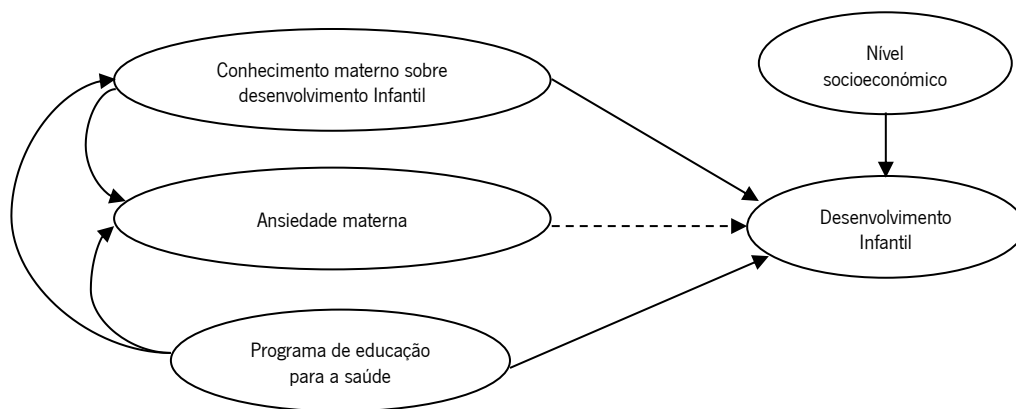 Conhecimento materno sobre
desenvolvimento Infantil
Nível
socioeconómico
Ansiedade materna
Desenvolvimento
Infantil
Programa de educação
para a saúde